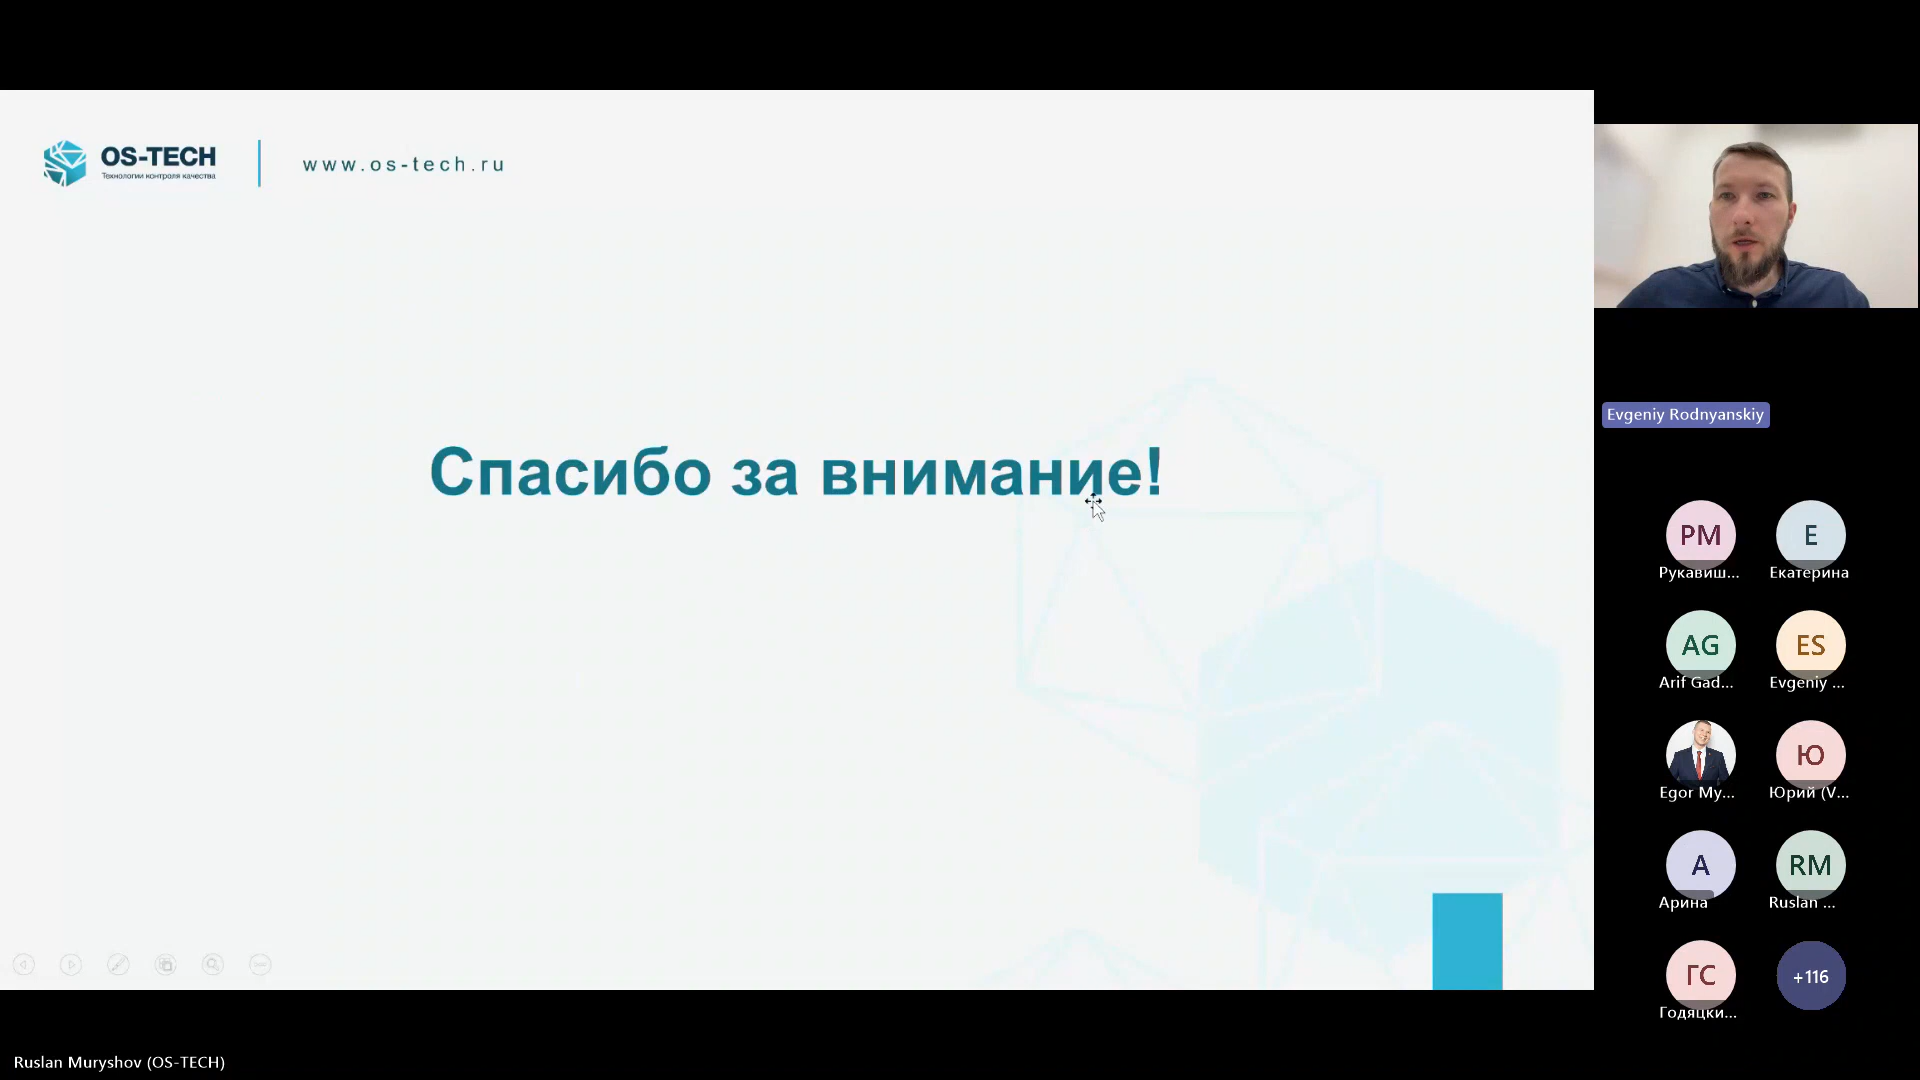 OS-TECH
Технологии контроля качества
www.os-tech.ru
Спасибо за внимание!
Evgeniy Rodnyanskiy
PM
E
Рукавиш...
Екатерина
AG
ES
Arif Gad...
Evgeniy ...
Ю
Egor My...
Юрий (V...
А
RM
Арина
Ruslan ...
ГС
+116
Годяцки...
Ruslan Muryshov (OS-TECH)